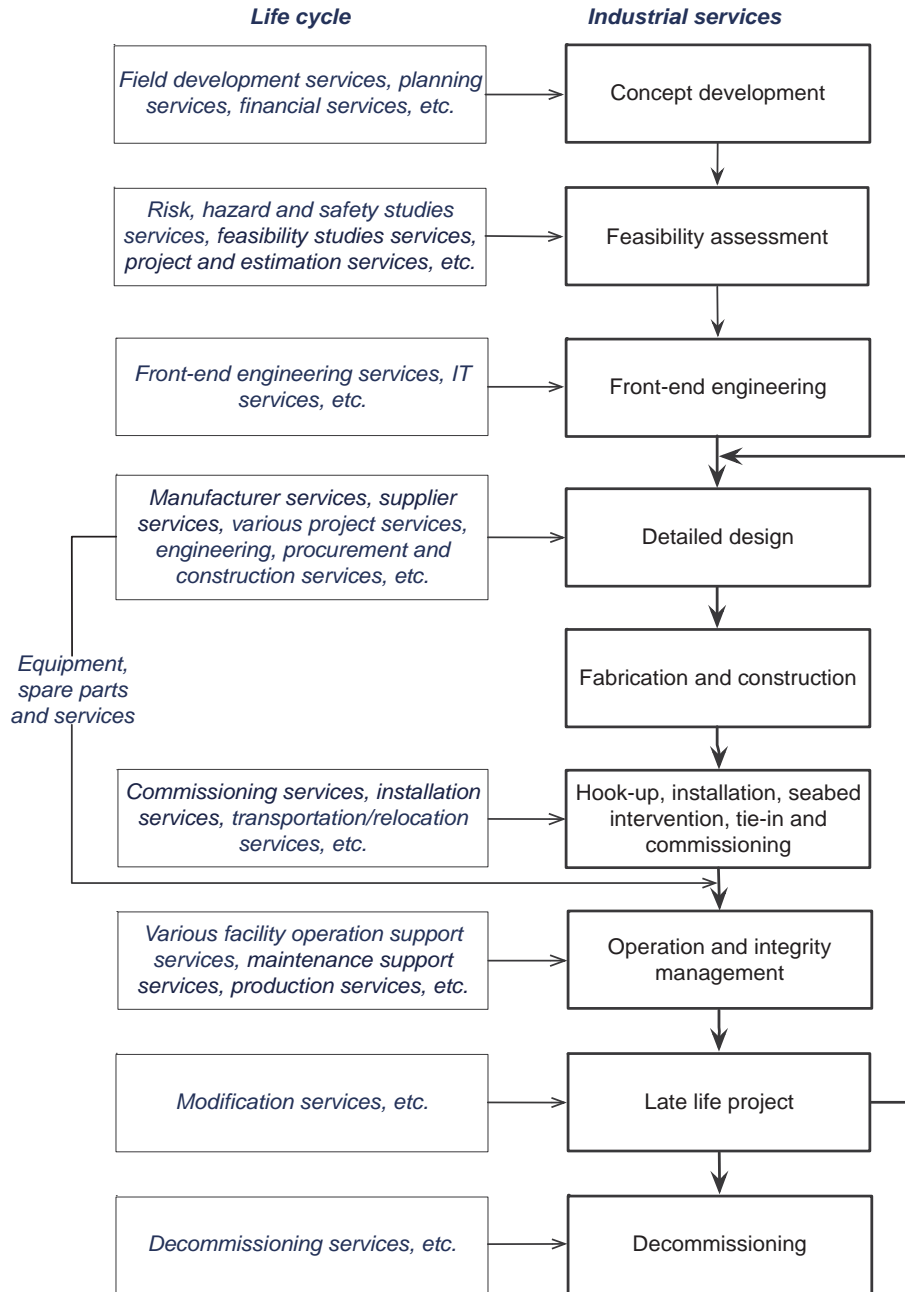 Life cycle
Industrial services
Field development services, planning
services, financial services, etc.
Concept development
Risk, hazard and safety studies
services, feasibility studies services,
project and estimation services, etc.
Feasibility assessment
Front-end engineering services, IT
services, etc.
Front-end engineering
Manufacturer services, supplier
services, various project services,
engineering, procurement and
construction services, etc.
Detailed design
Equipment,
spare parts
and services
Fabrication and construction
Commissioning services, installation
services, transportation/relocation
services, etc.
Hook-up, installation, seabed
intervention, tie-in and
commissioning
Various facility operation support
services, maintenance support
services, production services, etc.
Operation and integrity
management
Modification services, etc.
Late life project
Decommissioning services, etc.
Decommissioning